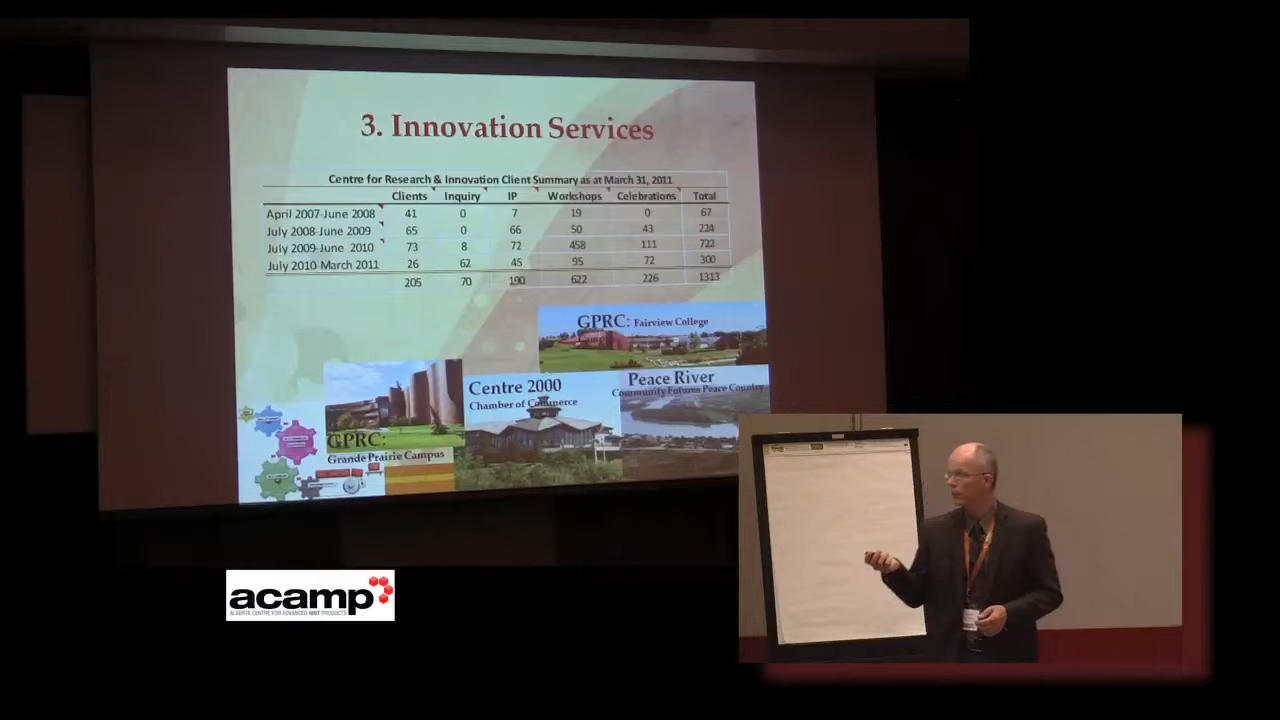 3. Innovation Services
Centre for Research & Innovation Client Summary as at March 31, 2011
Clients Inquiry IP Workshops Celebrations Total
April 2007-June 2008 41 0 7 19 0 67
July 2008-June 2009 65 0 66 50 43 224
July 2009-June 2010 73 8 72 458 111 722
July 2010-March 2011 26 62 45 95 72 300
205 70 190 622 226 1313
GPRC: Fairview College
Centre 2000
Chamber of Commerce
Peace River
Community Futures Peace Country
GPRC:
Grande Prairie Campus
acamp
ALBERTA CENTRE FOR ADVANCED MNT PRODUCTS